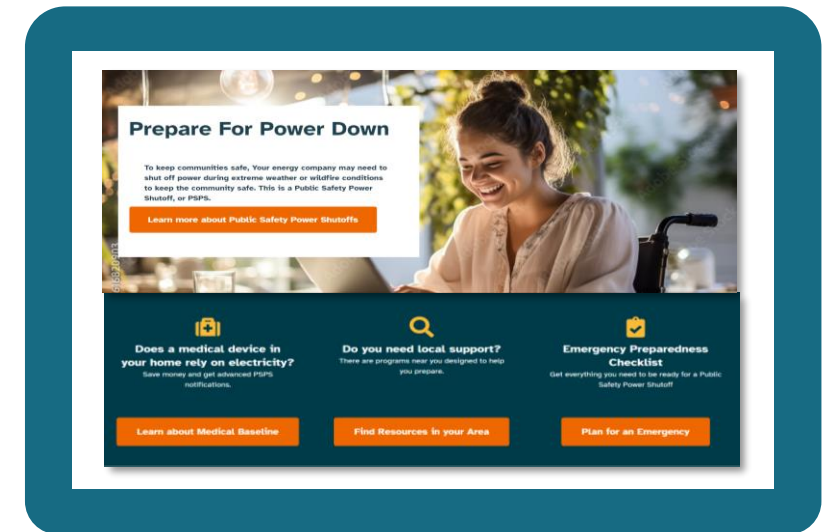 Prepare For Power Down
To keep communities safe, Your energy company may need to
shut off power during extreme weather or wildfire conditions
to keep the community safe. This is a Public Safety Power
Shutoff, or PSPS.
Learn more about Public Safety Power Shutoffs
Does a medical device in
your home rely on electricity?
Save money and get advanced PSPS
notifications.
Learn about Medical Baseline
Do you need local support?
There are programs near you designed to help
you prepare.
Find Resources in your Area
Emergency Preparedness
Checklist
Get everything you need to be ready for a Public
Safety Power Shutoff
Plan for an Emergency